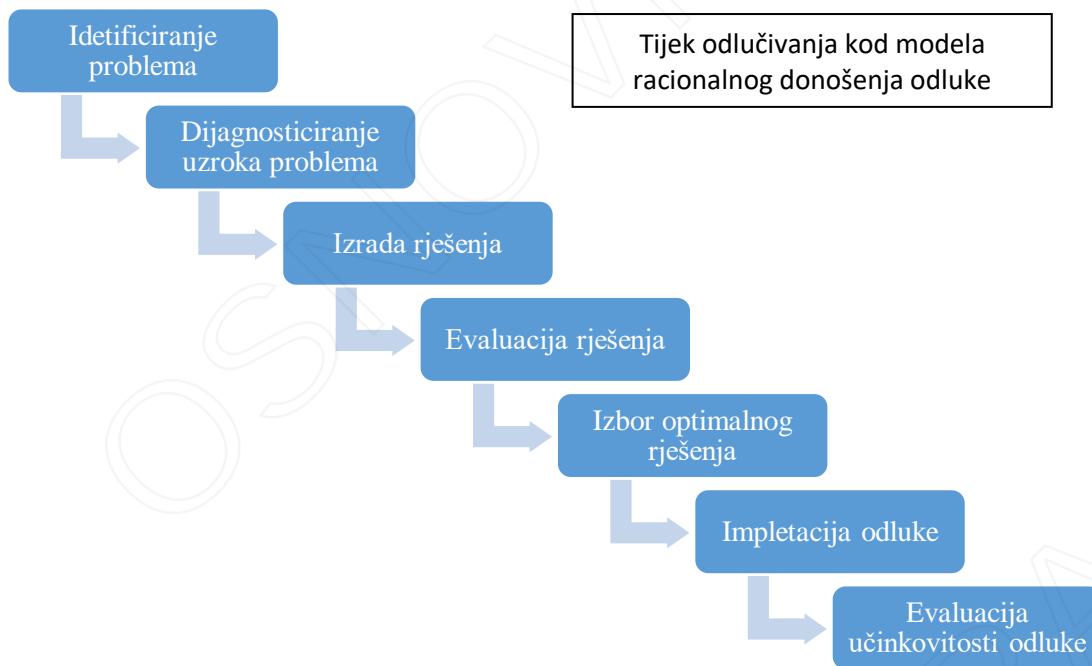 Idetificiranje
problema
Tijek odlučivanja kod modela
racionalnog donošenja odluke
Dijagnosticiranje
uzroka problema
Izrada rješenja
Evaluacija rješenja
Izbor optimalnog
rješenja
Impletacija odluke
Evaluacija
učinkovitosti odluke